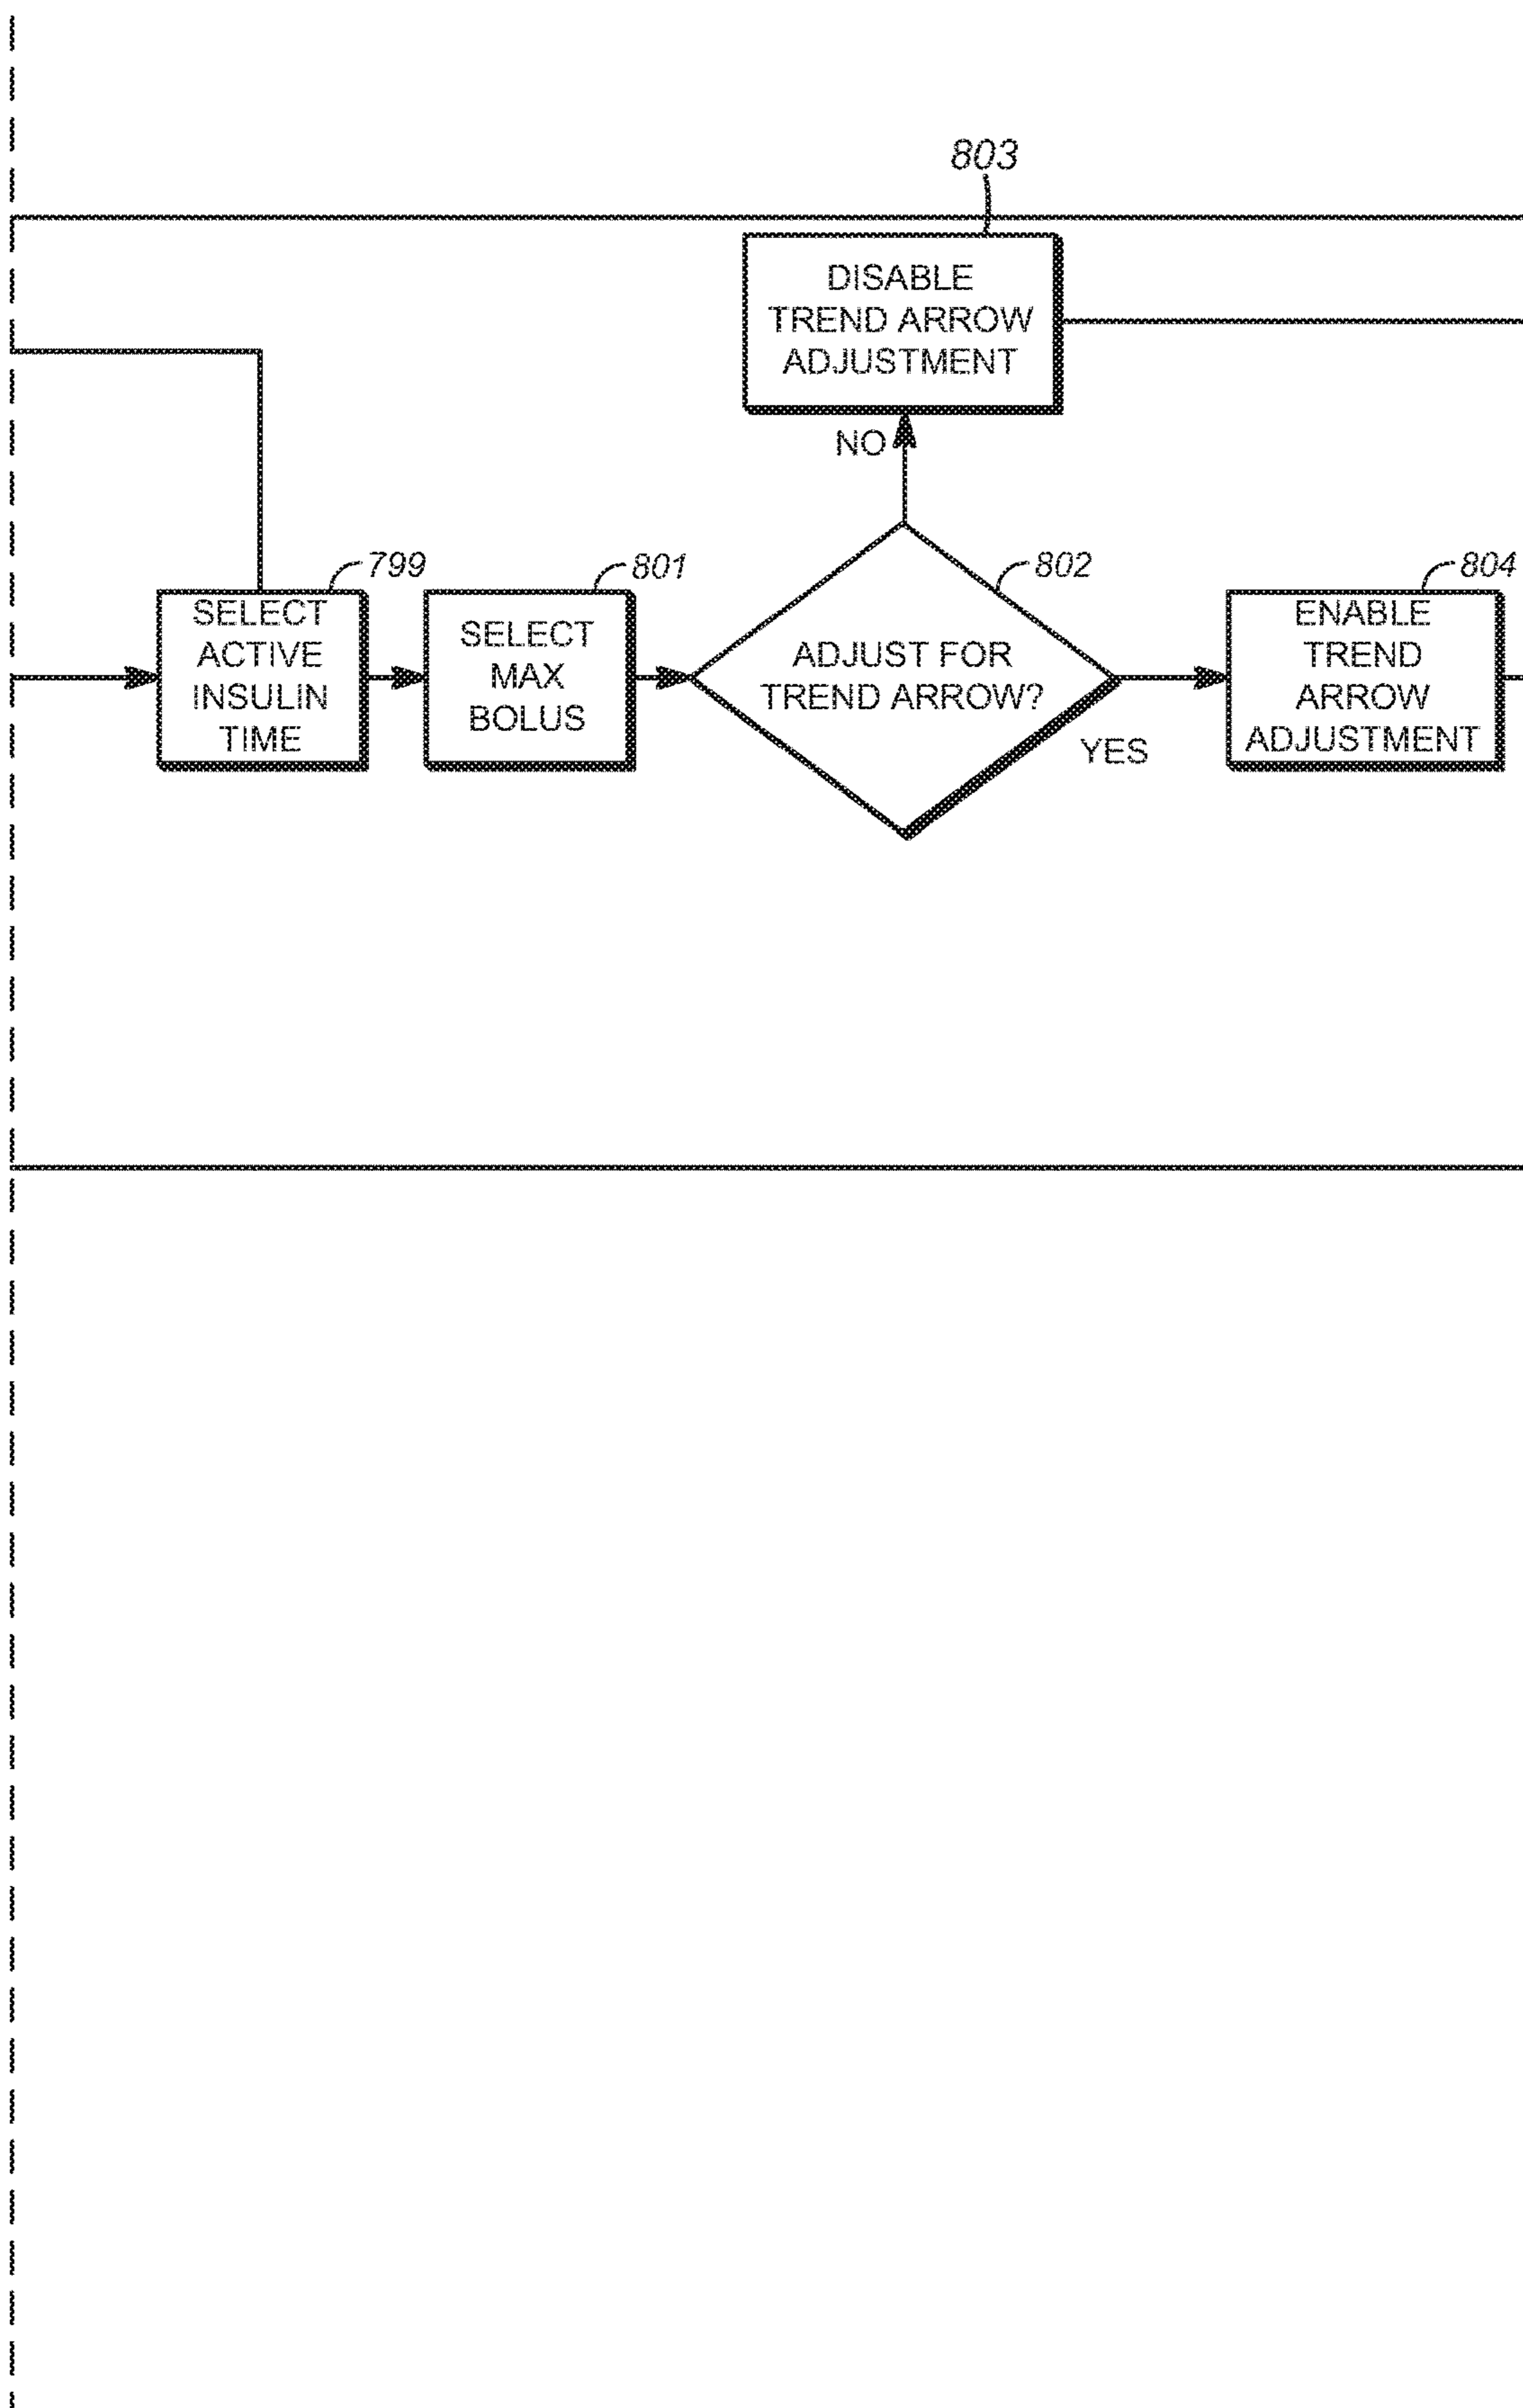 803
DISABLE
TREND ARROW
ADJUSTMENT
NO
799
SELECT
ACTIVE
INSULIN
TIME
801
SELECT
MAX
BOLUS
802
ADJUST FOR
TREND ARROW?
YES
804
ENABLE
TREND
ARROW
ADJUSTMENT